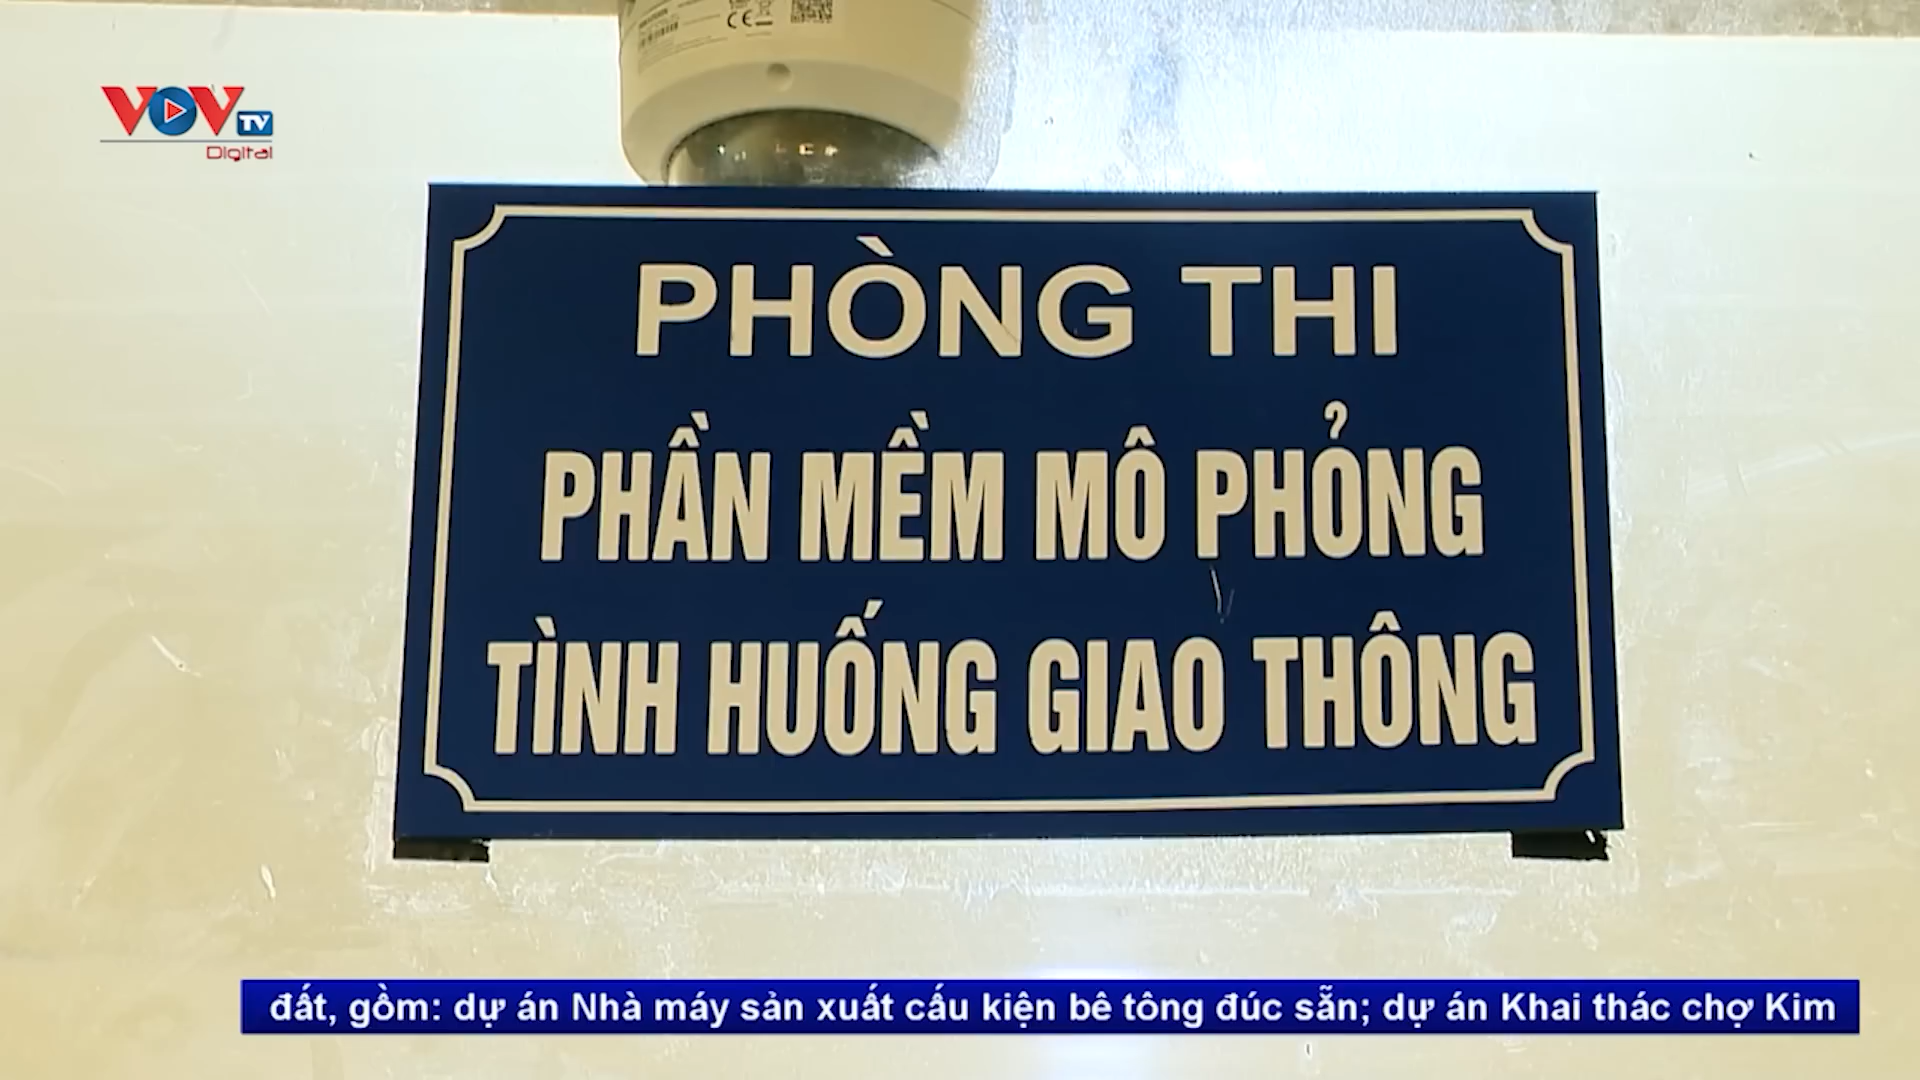 VOV TV
Digital
PHÒNG THI
PHẦN MỀM MÔ PHỎNG
TÌNH HUỐNG GIAO THÔNG
đất, gồm: dự án Nhà máy sản xuất cấu kiện bê tông đúc sẵn; dự án Khai thác chợ Kim